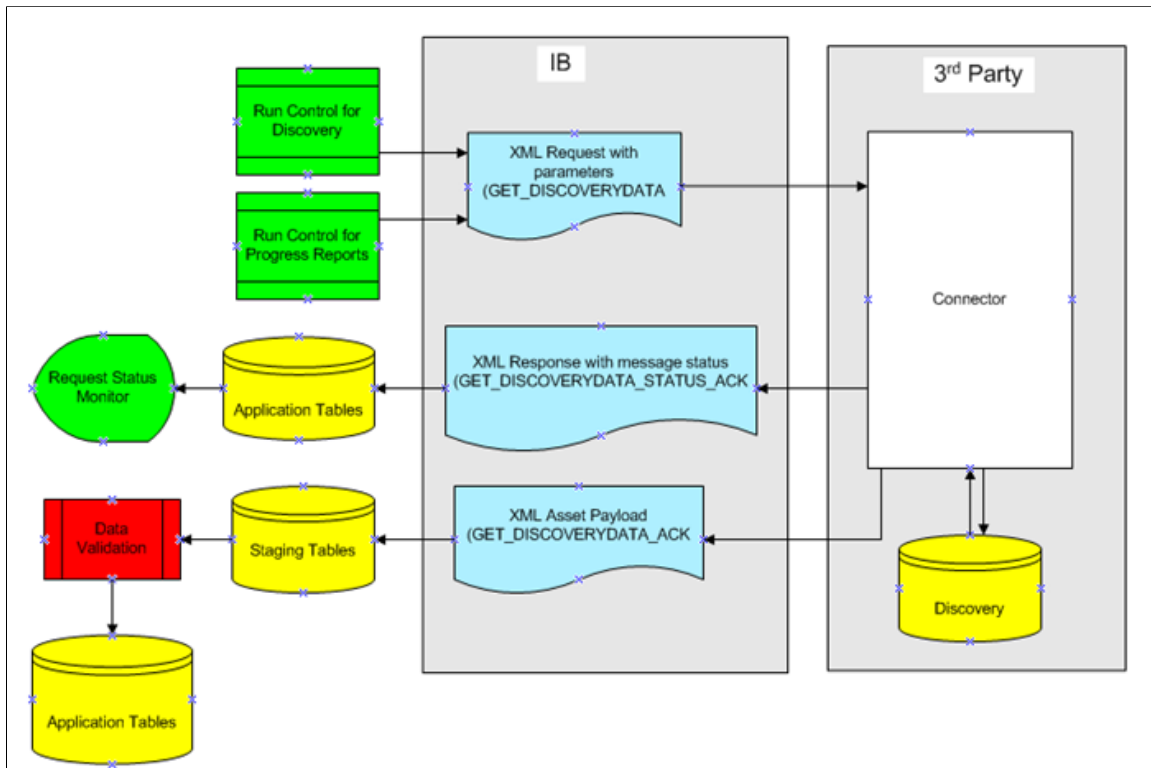 IB
3rd Party
Run Control for
Discovery
XML Request with
parameters
(GET_DISCOVERYDATA
Run Control for
Progress Reports
Connector
Request Status
Monitor
Application Tables
XML Response with message status
(GET_DISCOVERYDATA_STATUS_ACK
Data
Validation
Staging Tables
XML Asset Payload
(GET_DISCOVERYDATA_ACK
Discovery
Application Tables